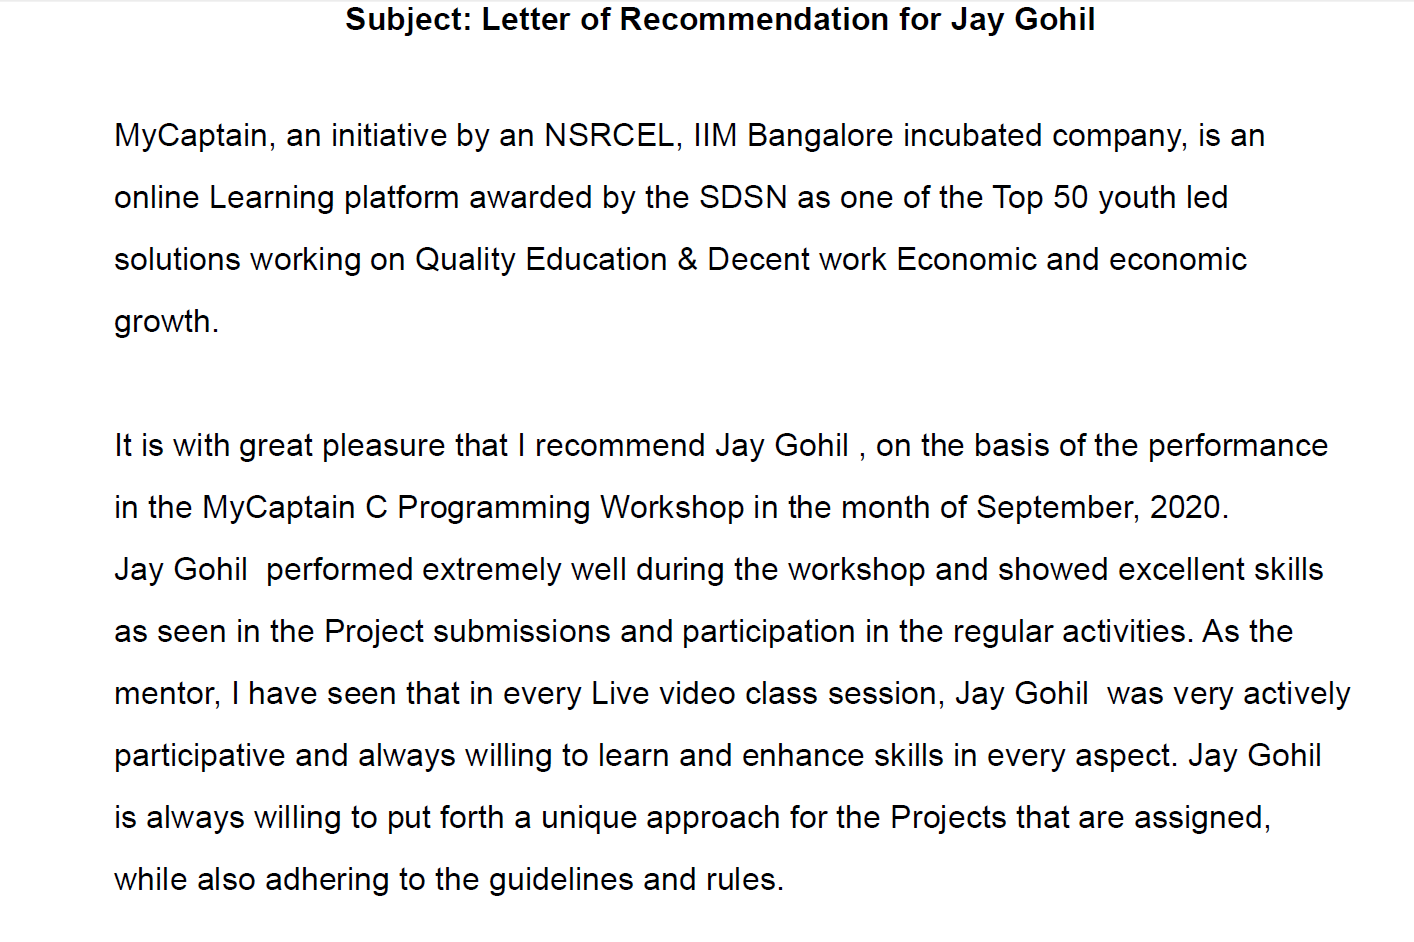 Subject: Letter of Recommendation for Jay Gohil
MyCaptain, an initiative by an NSRCEL, IIM Bangalore incubated company, is an
online Learning platform awarded by the SDSN as one of the Top 50 youth led
solutions working on Quality Education & Decent work Economic and economic
growth.
It is with great pleasure that I recommend Jay Gohil , on the basis of the performance
in the MyCaptain C Programming Workshop in the month of September, 2020.
Jay Gohil  performed extremely well during the workshop and showed excellent skills
as seen in the Project submissions and participation in the regular activities. As the
mentor, I have seen that in every Live video class session, Jay Gohil  was very actively
participative and always willing to learn and enhance skills in every aspect. Jay Gohil
is always willing to put forth a unique approach for the Projects that are assigned,
while also adhering to the guidelines and rules.